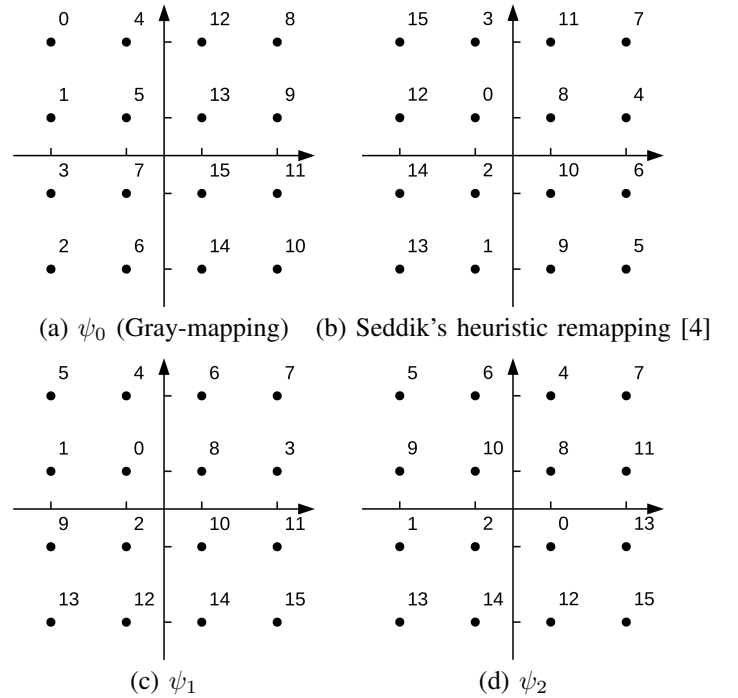 0 4 12 8 15 3 11 7
1 5 13 9 12 0 8 4
3 7 15 11 14 2 10 6
2 6 14 10 13 1 9 5
(a) ψ₀ (Gray-mapping) (b) Seddik's heuristic remapping [4]
5 4 6 7 5 6 4 7
1 0 8 3 9 10 8 11
9 2 10 11 1 2 0 13
13 12 14 15 13 14 12 15
(c) ψ₁ (d) ψ₂